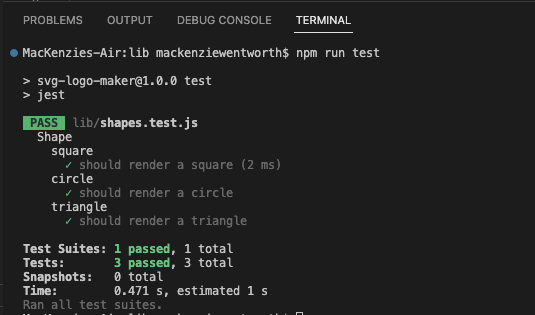 PROBLEMS OUTPUT DEBUG CONSOLE TERMINAL
MacKenzies-Air:lib mackenziewentworth$ npm run test
> svg-logo-maker@1.0.0 test
> jest
PASS lib/shapes.test.js
Shape
square
✓ should render a square (2 ms)
circle
✓ should render a circle
triangle
✓ should render a triangle
Test Suites: 1 passed, 1 total
Tests: 3 passed, 3 total
Snapshots: 0 total
Time: 0.471 s, estimated 1 s
Ran all test suites.